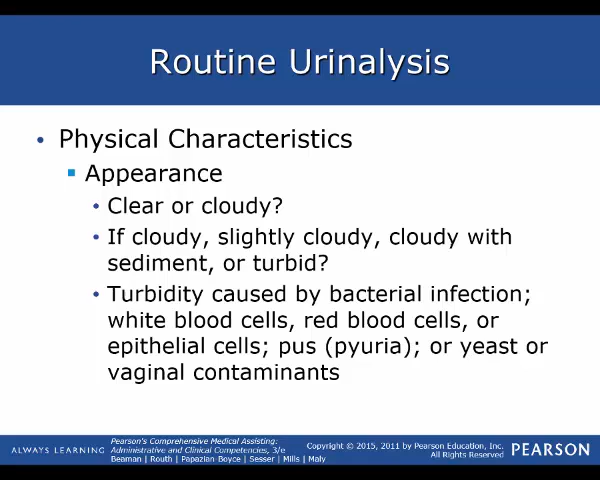 Routine Urinalysis
• Physical Characteristics
▪ Appearance
• Clear or cloudy?
• If cloudy, slightly cloudy, cloudy with
sediment, or turbid?
• Turbidity caused by bacterial infection;
white blood cells, red blood cells, or
epithelial cells; pus (pyuria); or yeast or
vaginal contaminants
ALWAYS LEARNING
Pearson's Comprehensive Medical Assisting:
Administrative and Clinical Competencies, 3/e
Beaman | Routh | Papazian Boyce | Sesser | Mills | Maly
Copyright © 2015, 2011 by Pearson Education, Inc.
All Rights Reserved
PEARSON